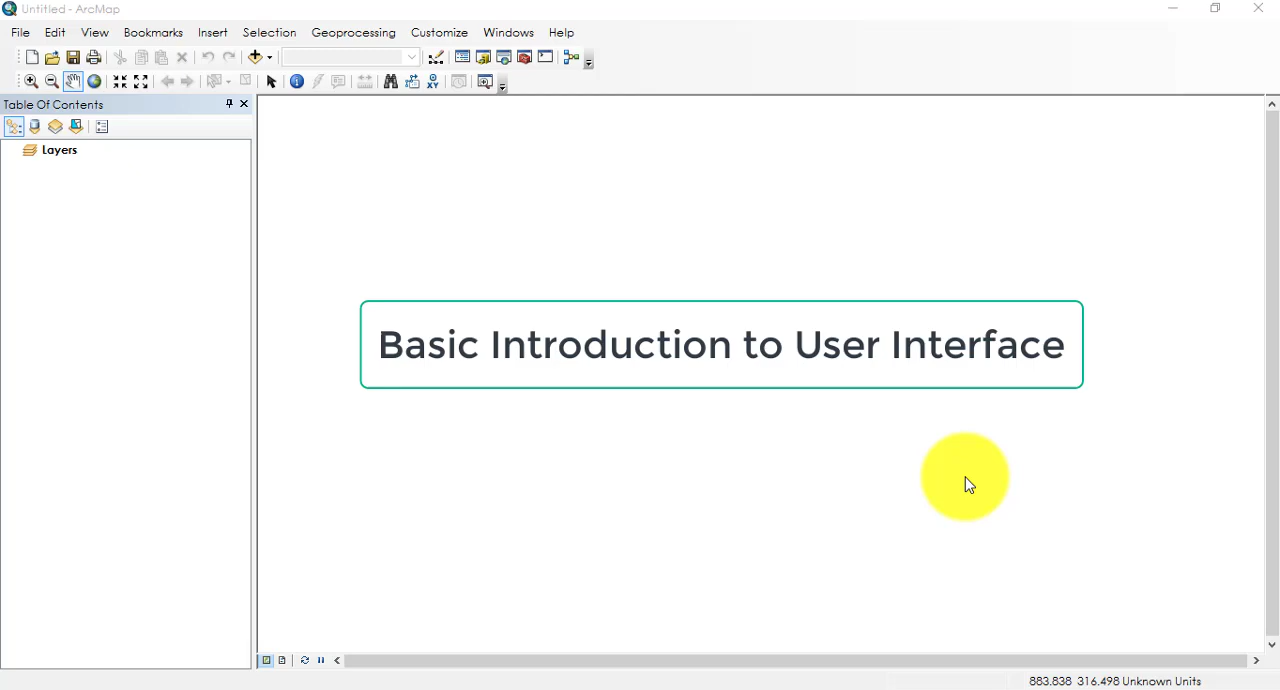 Untitled - ArcMap
File Edit View Bookmarks Insert Selection Geoprocessing Customize Windows Help
XY
Table Of Contents
Layers
Basic Introduction to User Interface
883.838 316.498 Unknown Units